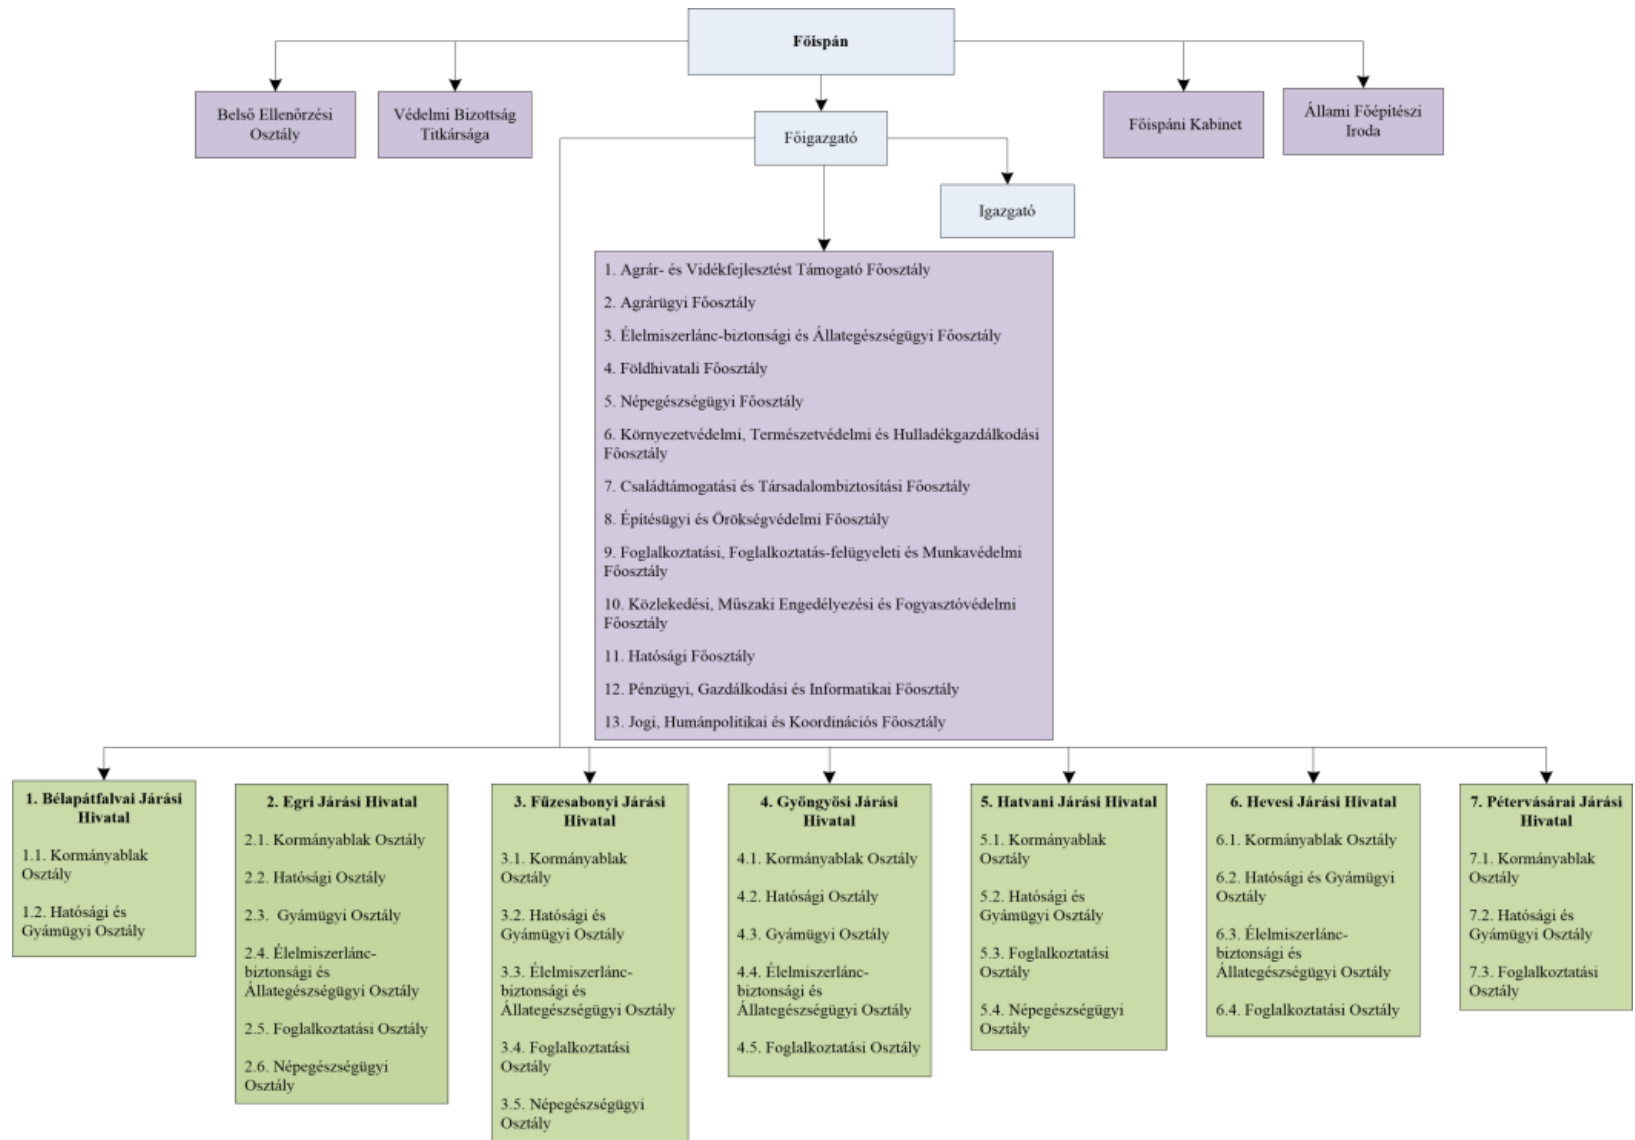 Főispán
Belső Ellenőrzési
Osztály
Védelmi Bizottság
Titkársága
Főigazgató
Főispáni Kabinet
Állami Főépítészi
Iroda
Igazgató
1. Agrár- és Vidékfejlesztést Támogató Főosztály
2. Agrárügyi Főosztály
3. Élelmiszerlánc-biztonsági és Állategészségügyi Főosztály
4. Földhivatali Főosztály
5. Népegészségügyi Főosztály
6. Környezetvédelmi, Természetvédelmi és Hulladékgazdálkodási
Főosztály
7. Családtámogatási és Társadalombiztosítási Főosztály
8. Építésügyi és Örökségvédelmi Főosztály
9. Foglalkoztatási, Foglalkoztatás-felügyeleti és Munkavédelmi
Főosztály
10. Közlekedési, Műszaki Engedélyezési és Fogyasztóvédelmi
Főosztály
11. Hatósági Főosztály
12. Pénzügyi, Gazdálkodási és Informatikai Főosztály
13. Jogi, Humánpolitikai és Koordinációs Főosztály
1. Bélapátfalvai Járási
Hivatal
1.1. Kormányablak
Osztály
1.2. Hatósági és
Gyámügyi Osztály
2. Egri Járási Hivatal
2.1. Kormányablak Osztály
2.2. Hatósági Osztály
2.3. Gyámügyi Osztály
2.4. Élelmiszerlánc-
biztonsági és
Állategészségügyi Osztály
2.5. Foglalkoztatási Osztály
2.6. Népegészségügyi
Osztály
3. Füzesabonyi Járási
Hivatal
3.1. Kormányablak
Osztály
3.2. Hatósági és
Gyámügyi Osztály
3.3. Élelmiszerlánc-
biztonsági és
Állategészségügyi Osztály
3.4. Foglalkoztatási
Osztály
3.5. Népegészségügyi
Osztály
4. Gyöngyösi Járási
Hivatal
4.1. Kormányablak Osztály
4.2. Hatósági Osztály
4.3. Gyámügyi Osztály
4.4. Élelmiszerlánc-
biztonsági és
Állategészségügyi Osztály
4.5. Foglalkoztatási Osztály
5. Hatvani Járási Hivatal
5.1. Kormányablak
Osztály
5.2. Hatósági és
Gyámügyi Osztály
5.3. Foglalkoztatási
Osztály
5.4. Népegészségügyi
Osztály
6. Hevesi Járási Hivatal
6.1. Kormányablak Osztály
6.2. Hatósági és Gyámügyi
Osztály
6.3. Élelmiszerlánc-
biztonsági és
Állategészségügyi Osztály
6.4. Foglalkoztatási Osztály
7. Pétervásárai Járási
Hivatal
7.1. Kormányablak
Osztály
7.2. Hatósági és
Gyámügyi Osztály
7.3. Foglalkoztatási
Osztály